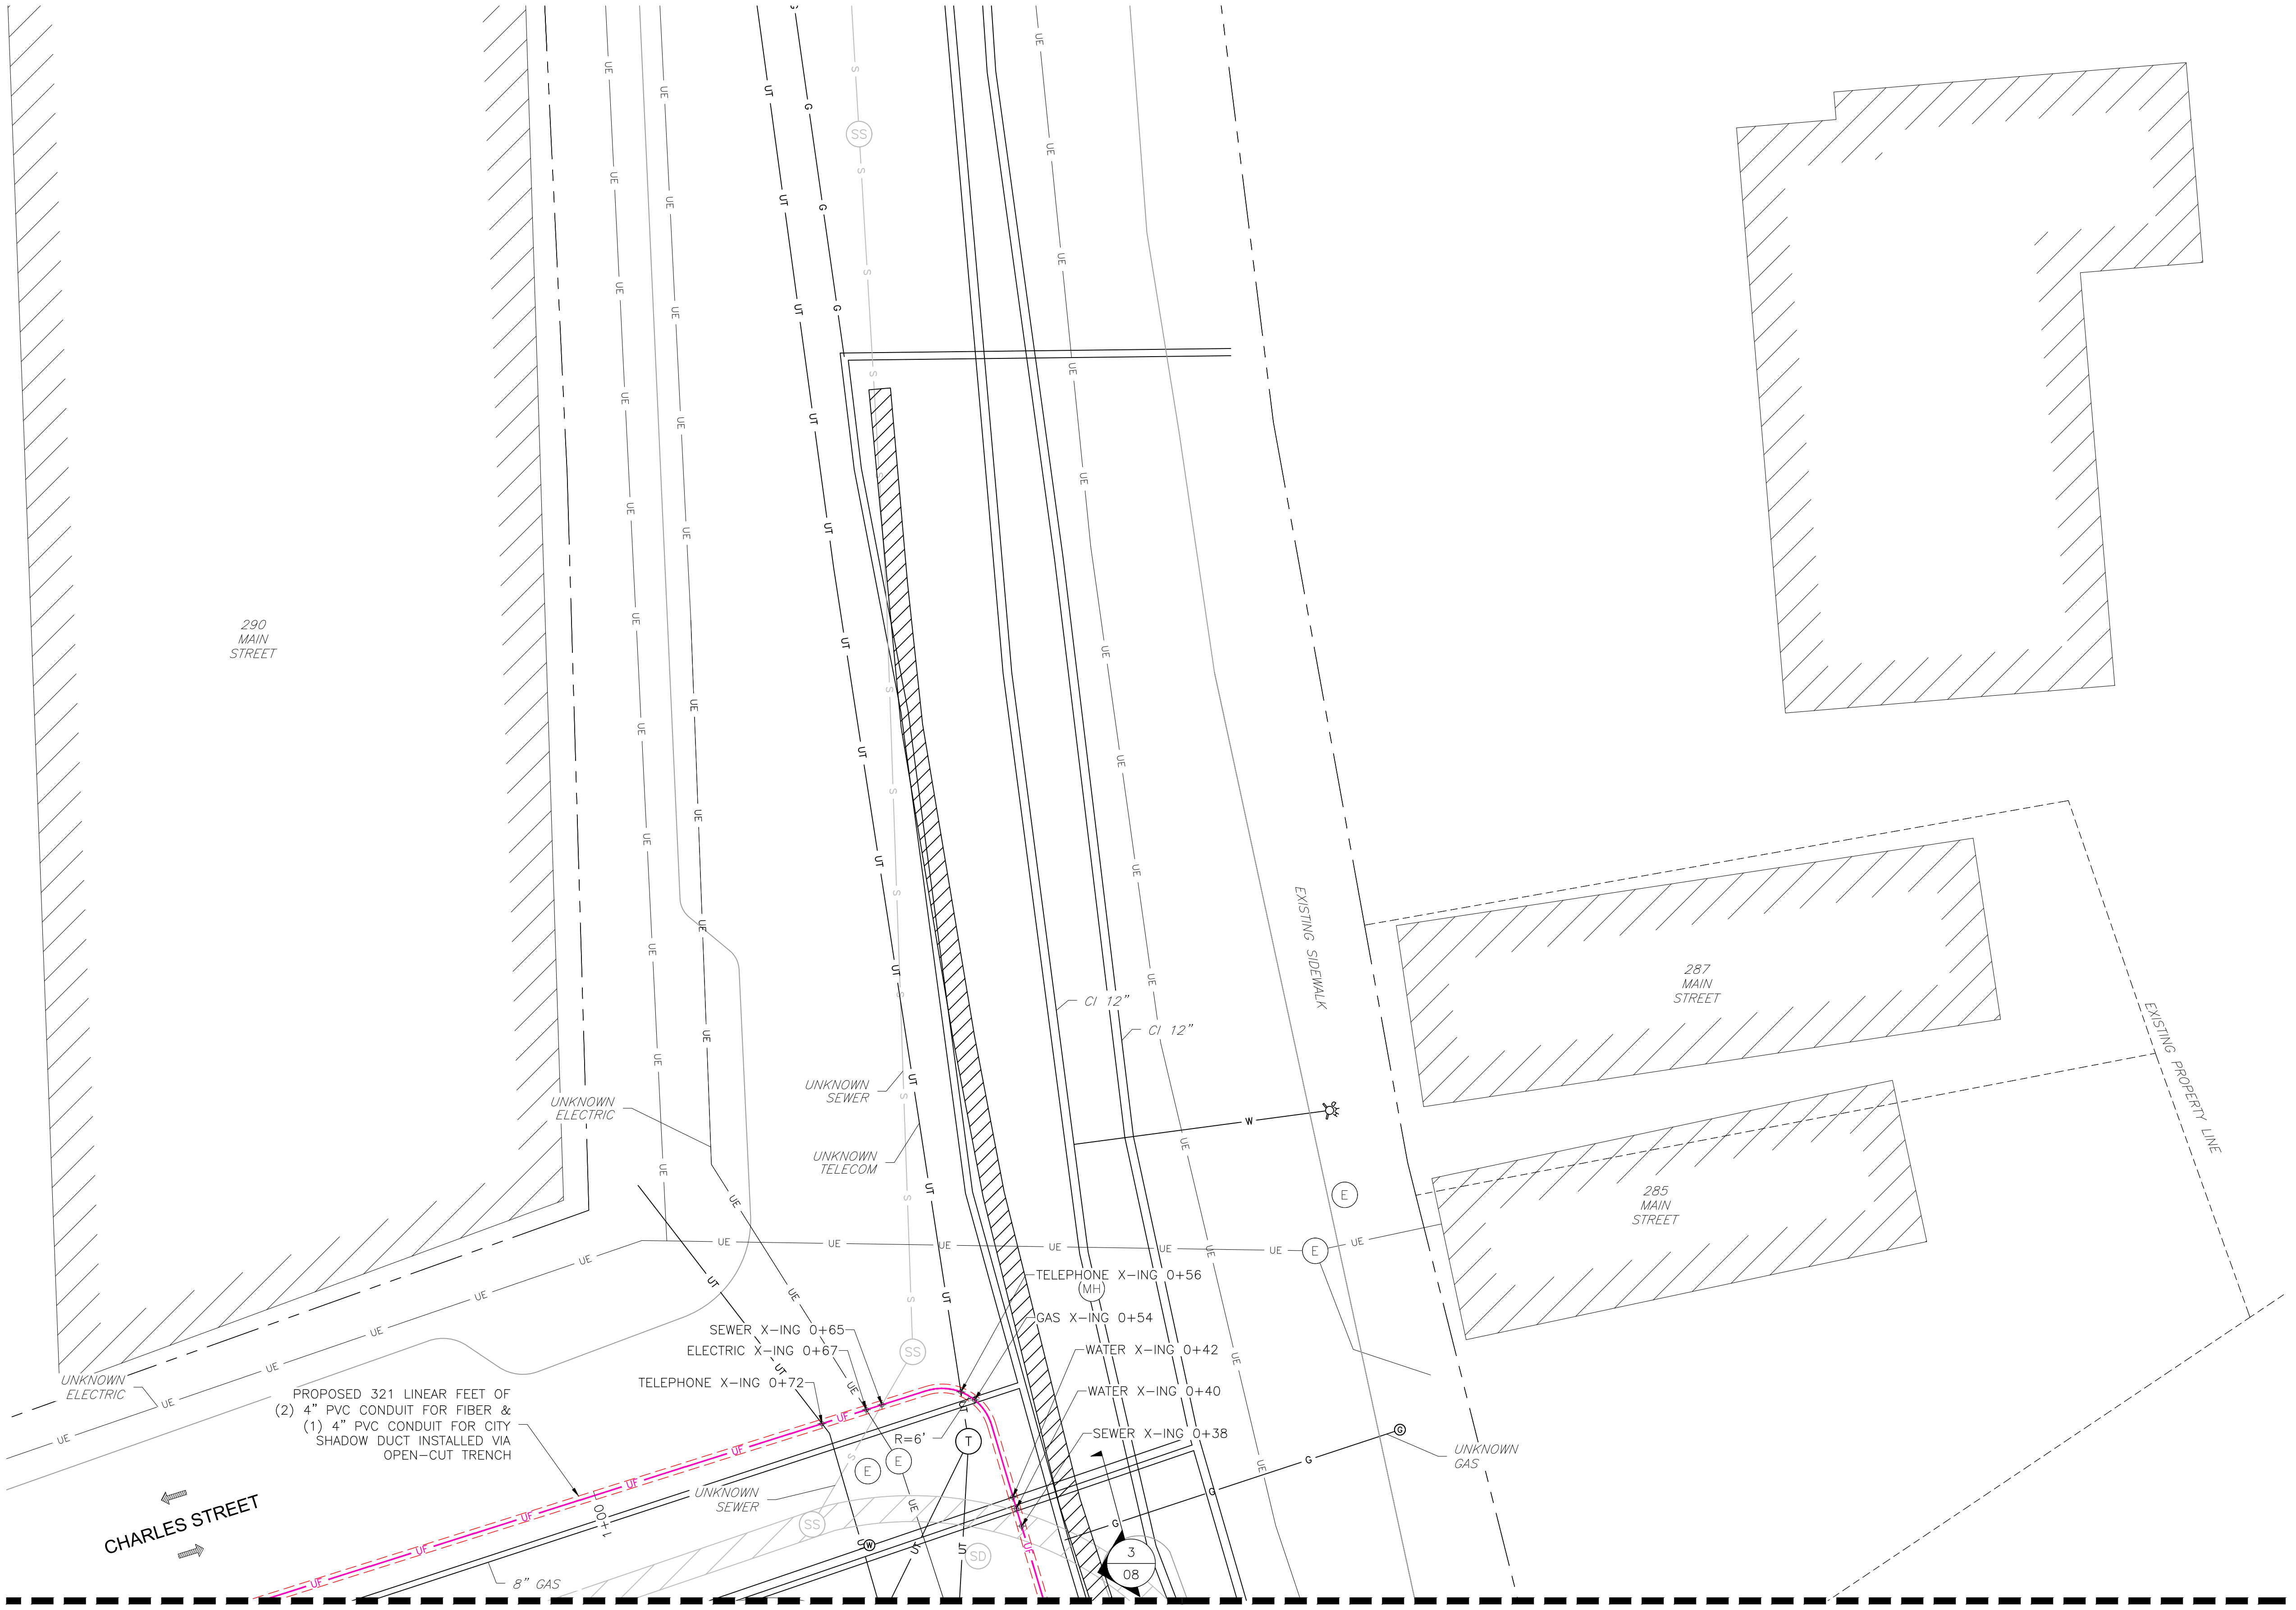 290
MAIN
STREET
EXISTING SIDEWALK
287
MAIN
STREET
EXISTING PROPERTY LINE
285
MAIN
STREET
CI 12"
CI 12"
UNKNOWN
SEWER
UNKNOWN
TELECOM
UNKNOWN
ELECTRIC
UNKNOWN
ELECTRIC
TELEPHONE X-ING 0+56
MH
GAS X-ING 0+54
SEWER X-ING 0+65
ELECTRIC X-ING 0+67
TELEPHONE X-ING 0+72
WATER X-ING 0+42
WATER X-ING 0+40
SEWER X-ING 0+38
R=6'
PROPOSED 321 LINEAR FEET OF
(2) 4" PVC CONDUIT FOR FIBER &
(1) 4" PVC CONDUIT FOR CITY
SHADOW DUCT INSTALLED VIA
OPEN-CUT TRENCH
UNKNOWN
GAS
UNKNOWN
SEWER
CHARLES STREET
1+00
8" GAS
3
08
SS
SS
SS
SD
E
E
E
E
T
W
G
UE
UT
G
S
W
UF